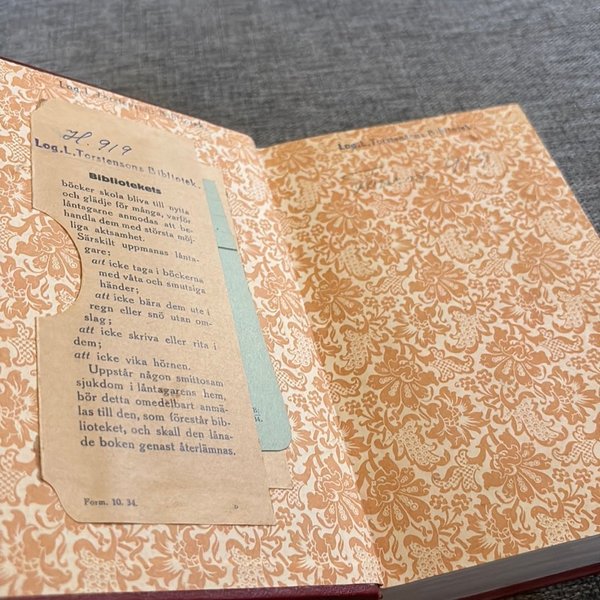 H. 919
Log. L. Torstensons Bibliotek.
Bibliotekets
böcker skola bliva till nytta
och glädje för många, varför
låntagarne anmodas att be-
handla dem med största möj-
liga aktsamhet.
Särskilt uppmanas lånta-
gare:
att icke taga i böckerna
med våta och smutsiga
händer;
att icke bära dem ute i
regn eller snö utan om-
slag;
att icke skriva eller rita i
dem;
att icke vika hörnen.
Uppstår någon smittosam
sjukdom i låntagarens hem,
bör detta omedelbart anmä-
las till den, som förestår bib-
lioteket, och skall den låna-
de boken genast återlämnas.
Form. 10. 34.
Log. L. Torstensons Bibliotek.